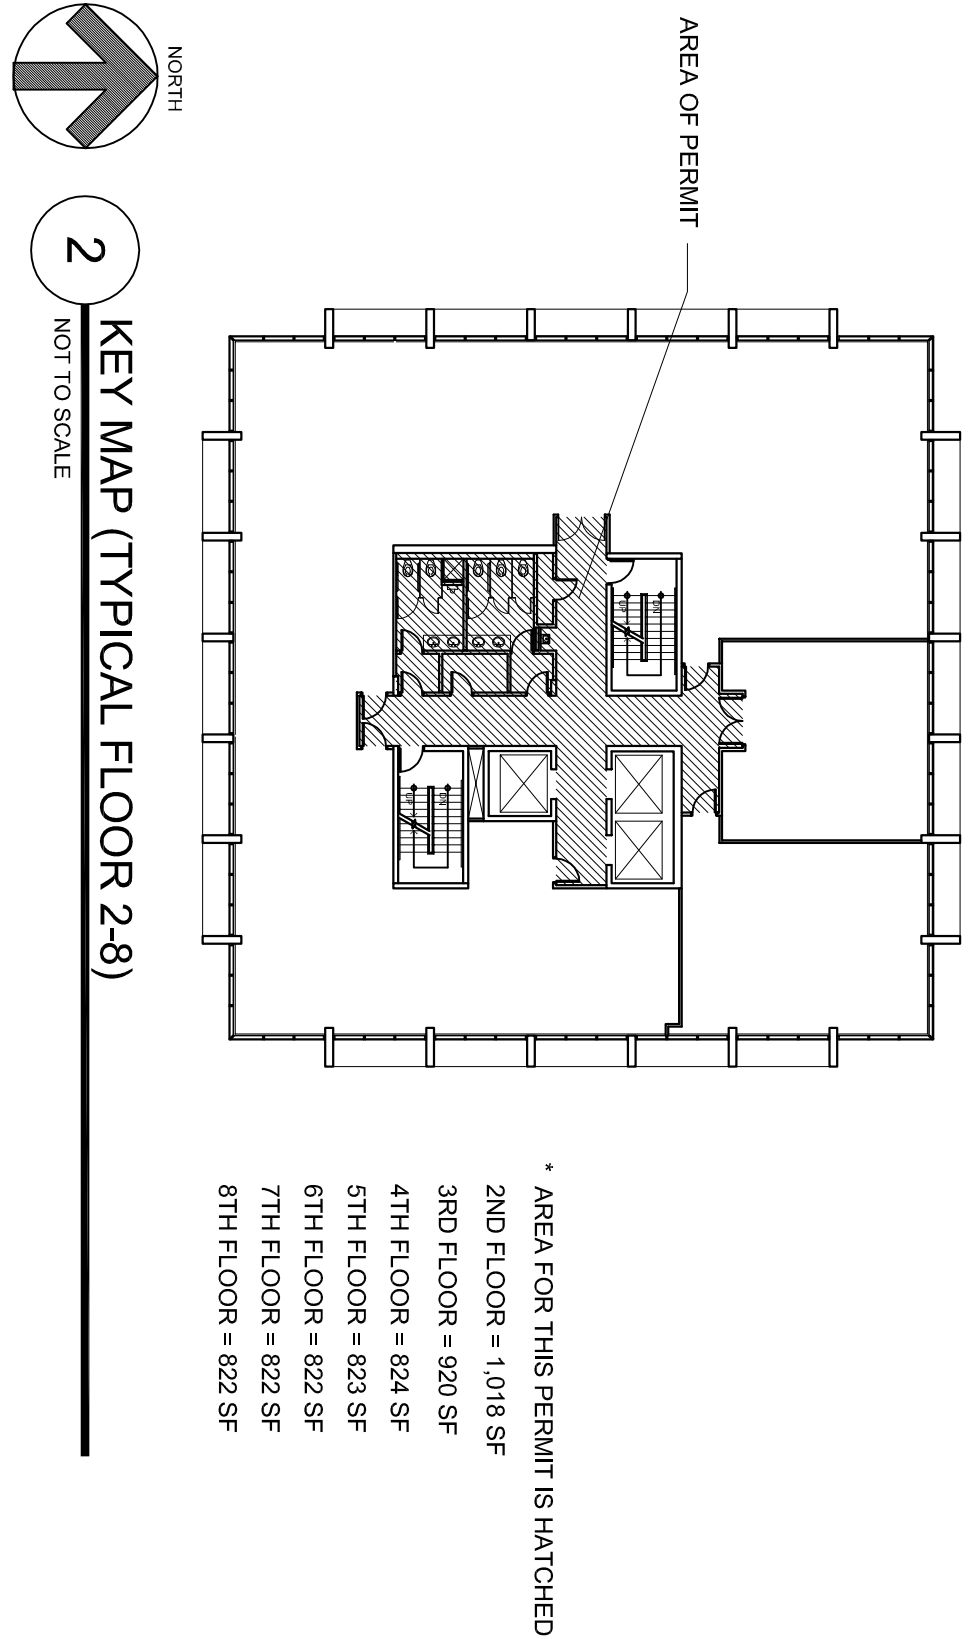 AREA OF PERMIT
DN
UP
DN
UP
* AREA FOR THIS PERMIT IS HATCHED
2ND FLOOR = 1,018 SF
3RD FLOOR = 920 SF
4TH FLOOR = 824 SF
5TH FLOOR = 823 SF
6TH FLOOR = 822 SF
7TH FLOOR = 822 SF
8TH FLOOR = 822 SF
NORTH
2
KEY MAP (TYPICAL FLOOR 2-8)
NOT TO SCALE